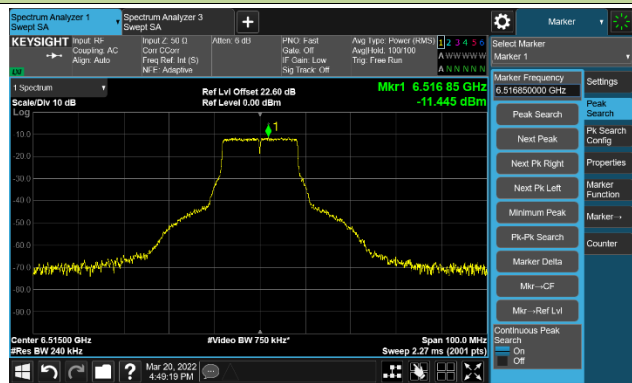 Spectrum Analyzer 1
Swept SA
Spectrum Analyzer 3
Swept SA
+
Marker
KEYSIGHT
Input: RF
Coupling: AC
Align: Auto
Input Z: 50 Ω
Corr CCorr
Freq Ref: Int (S)
NFE: Adaptive
Atten: 6 dB
PNO: Fast
Gate: Off
IF Gain: Low
Sig Track: Off
Avg Type: Power (RMS)
Avg|Hold: 100/100
Trig: Free Run
1 2 3 4 5 6
A W W W W W
A N N N N N
LM
Select Marker
Marker 1
1 Spectrum
Scale/Div 10 dB
Log
Ref Lvl Offset 22.60 dB
Ref Level 0.00 dBm
Mkr1 6.516 85 GHz
-11.445 dBm
1
-10.0
-20.0
-30.0
-40.0
-50.0
-60.0
-70.0
-80.0
-90.0
Center 6.51500 GHz
#Res BW 240 kHz
#Video BW 750 kHz*
Span 100.0 MHz
Sweep 2.27 ms (2001 pts)
Marker Frequency
6.516850000 GHz
Peak Search
Next Peak
Next Pk Right
Next Pk Left
Minimum Peak
Pk-Pk Search
Marker Delta
Mkr→CF
Mkr→Ref Lvl
Continuous Peak
Search
On
Off
Settings
Peak
Search
Pk Search
Config
Properties
Marker
Function
Marker→
Counter
?
Mar 20, 2022
4:49:19 PM